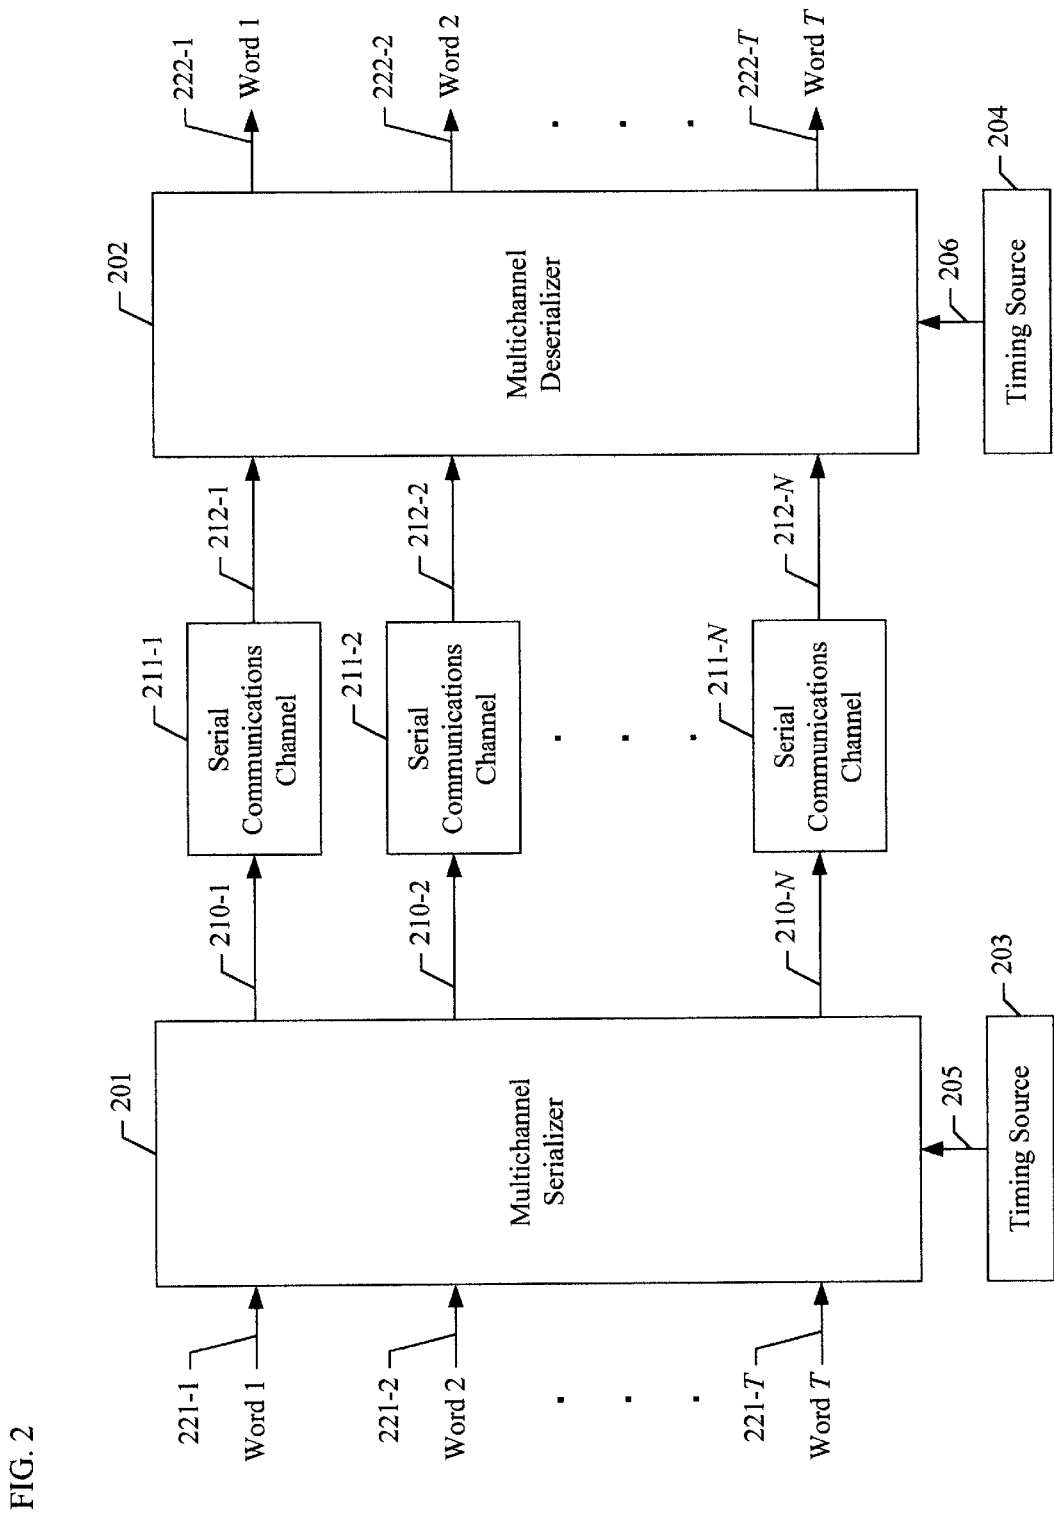 FIG. 2
221-1
Word 1
221-2
Word 2
. . .
221-T
Word T
201
Multichannel
Serializer
205
203
Timing Source
210-1
210-2
210-N
211-1
Serial
Communications
Channel
211-2
Serial
Communications
Channel
. . .
211-N
Serial
Communications
Channel
212-1
212-2
212-N
202
Multichannel
Deserializer
206
204
Timing Source
222-1
Word 1
222-2
Word 2
. . .
222-T
Word T